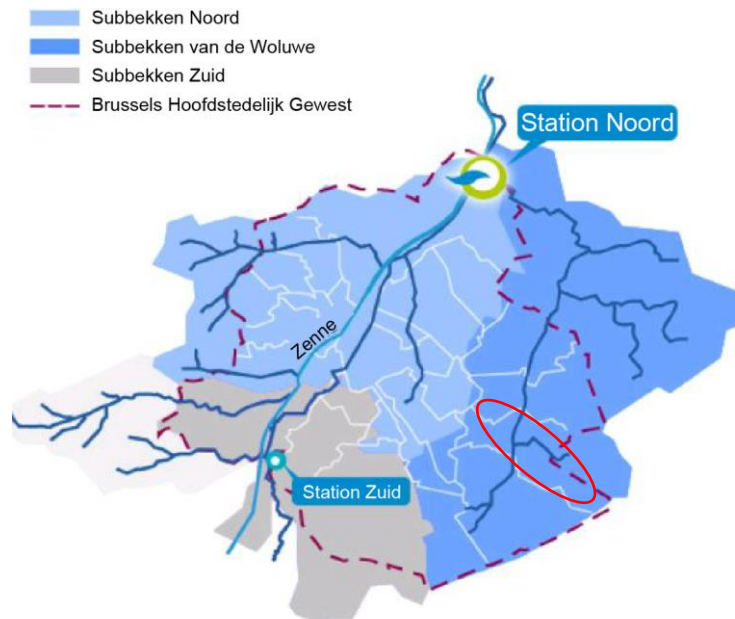 Subbekken Noord
Subbekken van de Woluwe
Subbekken Zuid
Brussels Hoofdstedelijk Gewest
Station Noord
Zenne
Station Zuid